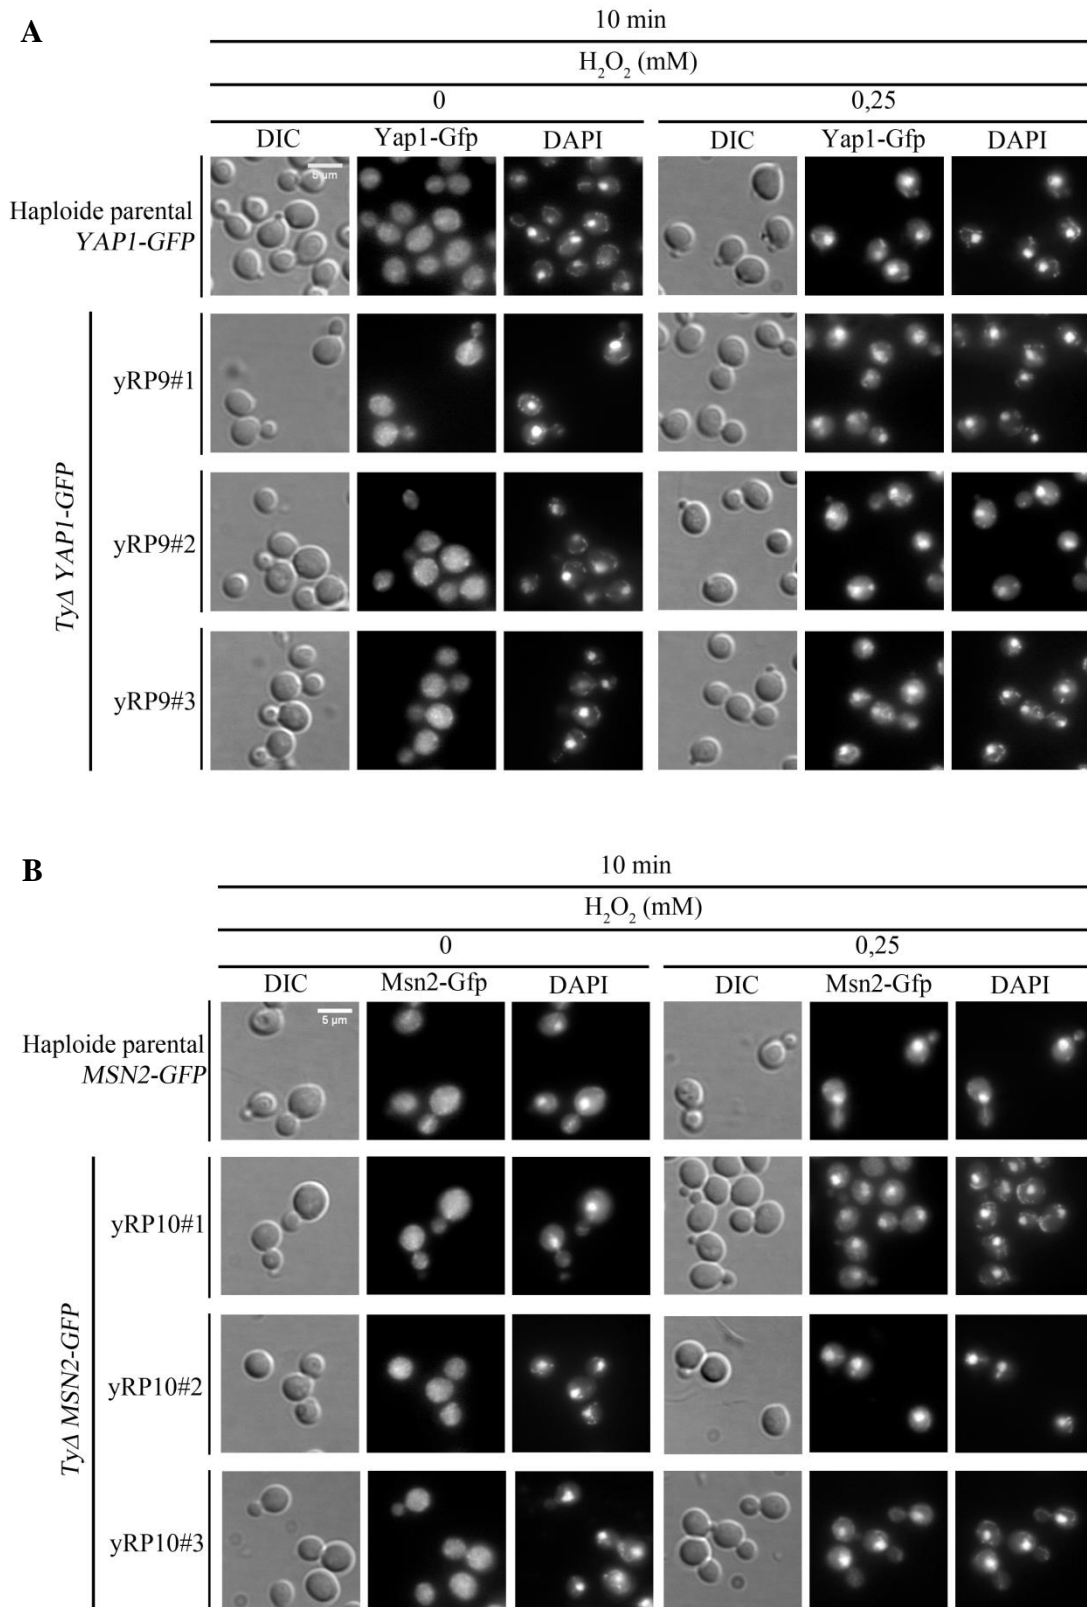 A
10 min
H₂O₂ (mM)
0 0,25
DIC Yap1-Gfp DAPI DIC Yap1-Gfp DAPI
5 µm
Haploide parental
YAP1-GFP
TyΔ YAP1-GFP
yRP9#1
yRP9#2
yRP9#3
B
10 min
H₂O₂ (mM)
0 0,25
DIC Msn2-Gfp DAPI DIC Msn2-Gfp DAPI
5 µm
Haploide parental
MSN2-GFP
TyΔ MSN2-GFP
yRP10#1
yRP10#2
yRP10#3